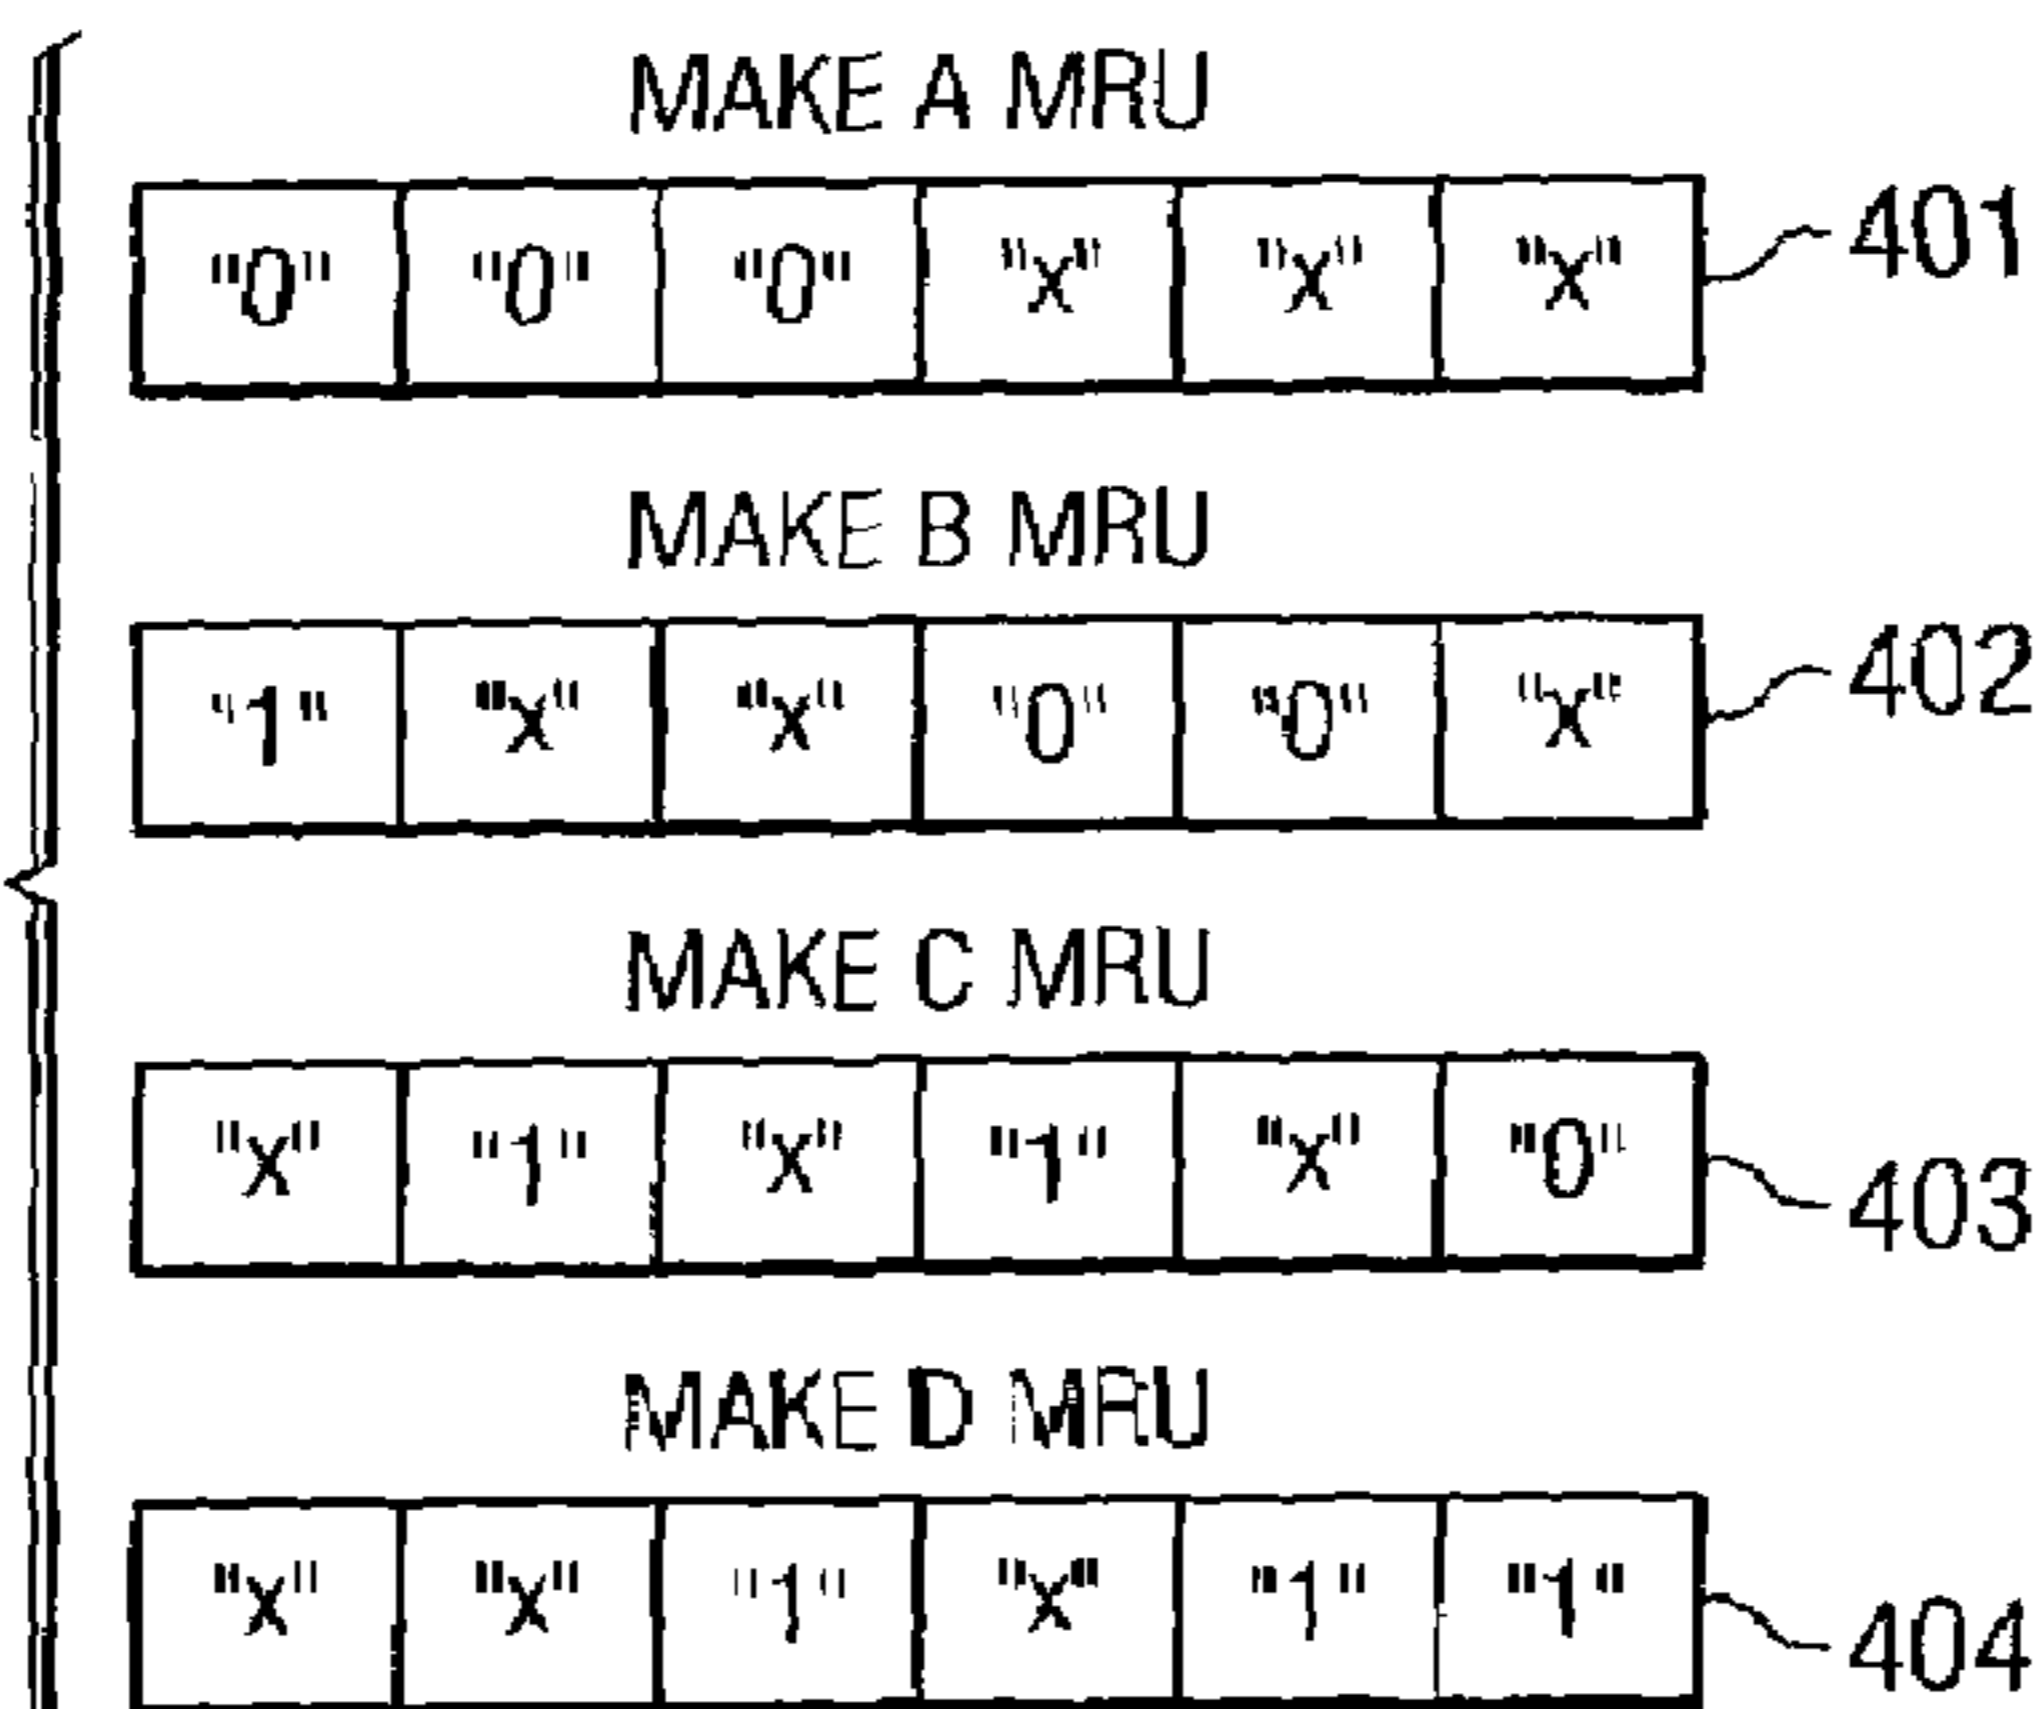 MAKE A MRU
"0" "0" "0" "X" "X" "X" 401
MAKE B MRU
"1" "X" "X" "0" "0" "X" 402
MAKE C MRU
"X" "1" "X" "1" "X" "0" 403
MAKE D MRU
"X" "X" "1" "X" "1" "1" 404